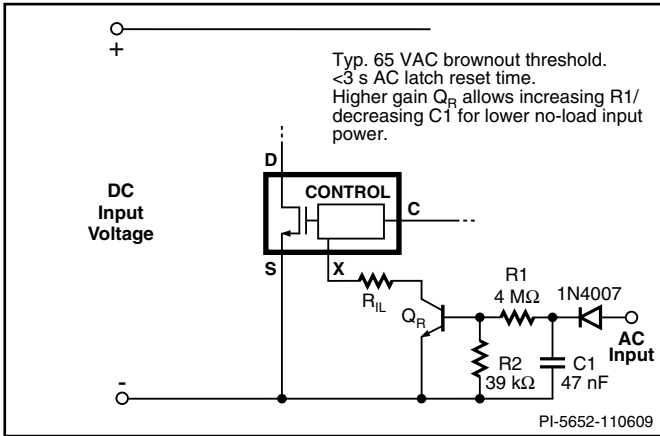 +
Typ. 65 VAC brownout threshold.
<3 s AC latch reset time.
Higher gain QR allows increasing R1/
decreasing C1 for lower no-load input
power.
D
DC
Input
Voltage
CONTROL
C
S
X
RIL
QR
R1
4 MΩ
1N4007
AC
Input
R2
39 kΩ
C1
47 nF
-
PI-5652-110609